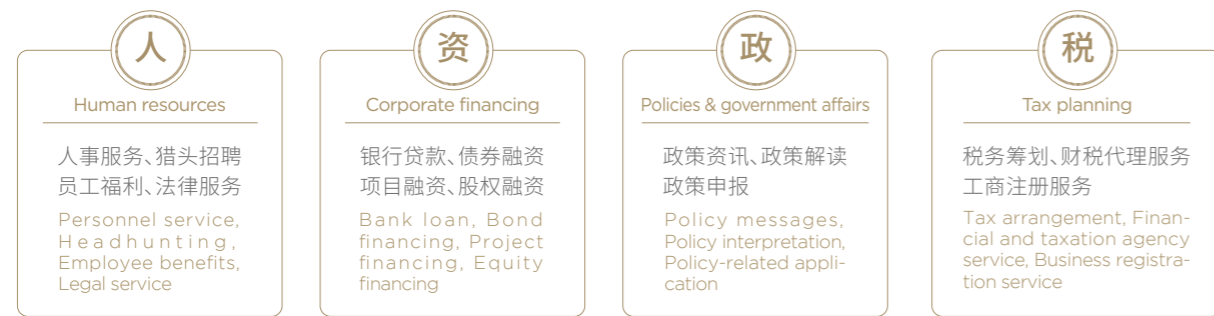 人
Human resources
人事服务、猎头招聘
员工福利、法律服务
Personnel service,
Headhunting,
Employee benefits,
Legal service
资
Corporate financing
银行贷款、债券融资
项目融资、股权融资
Bank loan, Bond
financing, Project
financing, Equity
financing
政
Policies & government affairs
政策资讯、政策解读
政策申报
Policy messages,
Policy interpretation,
Policy-related appli-
cation
税
Tax planning
税务筹划、财税代理服务
工商注册服务
Tax arrangement, Finan-
cial and taxation agency
service, Business registra-
tion service